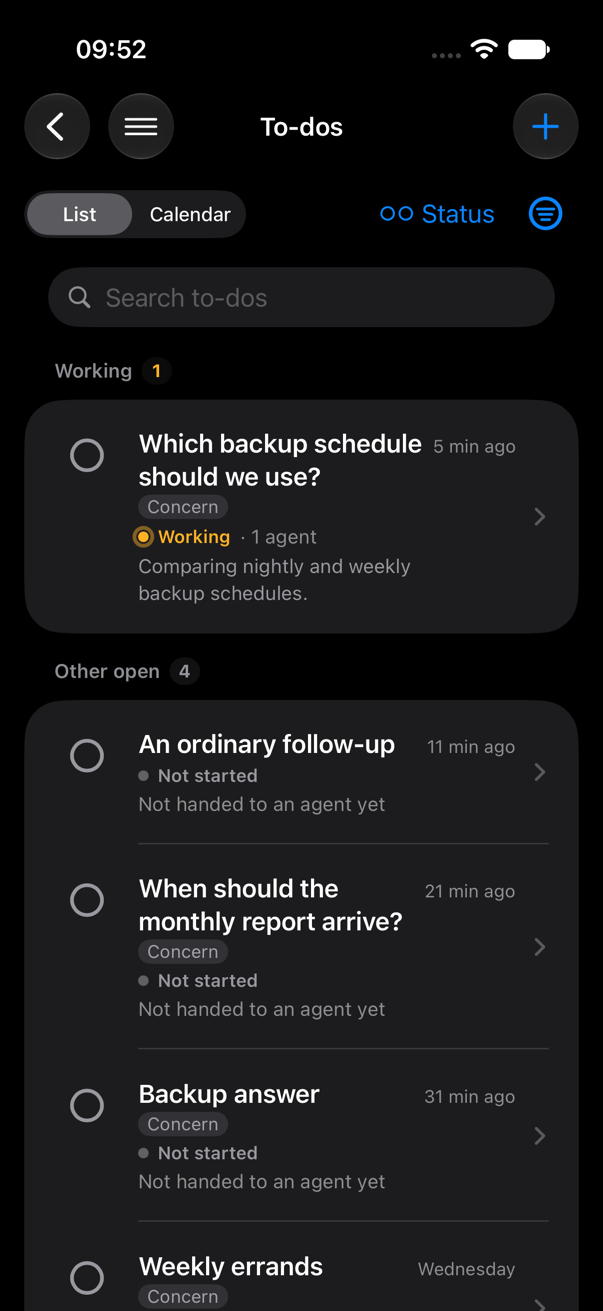 09:52
To-dos
List
Calendar
Status
Search to-dos
Working 1
Which backup schedule 5 min ago
should we use?
Concern
Working · 1 agent
Comparing nightly and weekly
backup schedules.
Other open 4
An ordinary follow-up 11 min ago
Not started
Not handed to an agent yet
When should the 21 min ago
monthly report arrive?
Concern
Not started
Not handed to an agent yet
Backup answer 31 min ago
Concern
Not started
Not handed to an agent yet
Weekly errands Wednesday
Concern